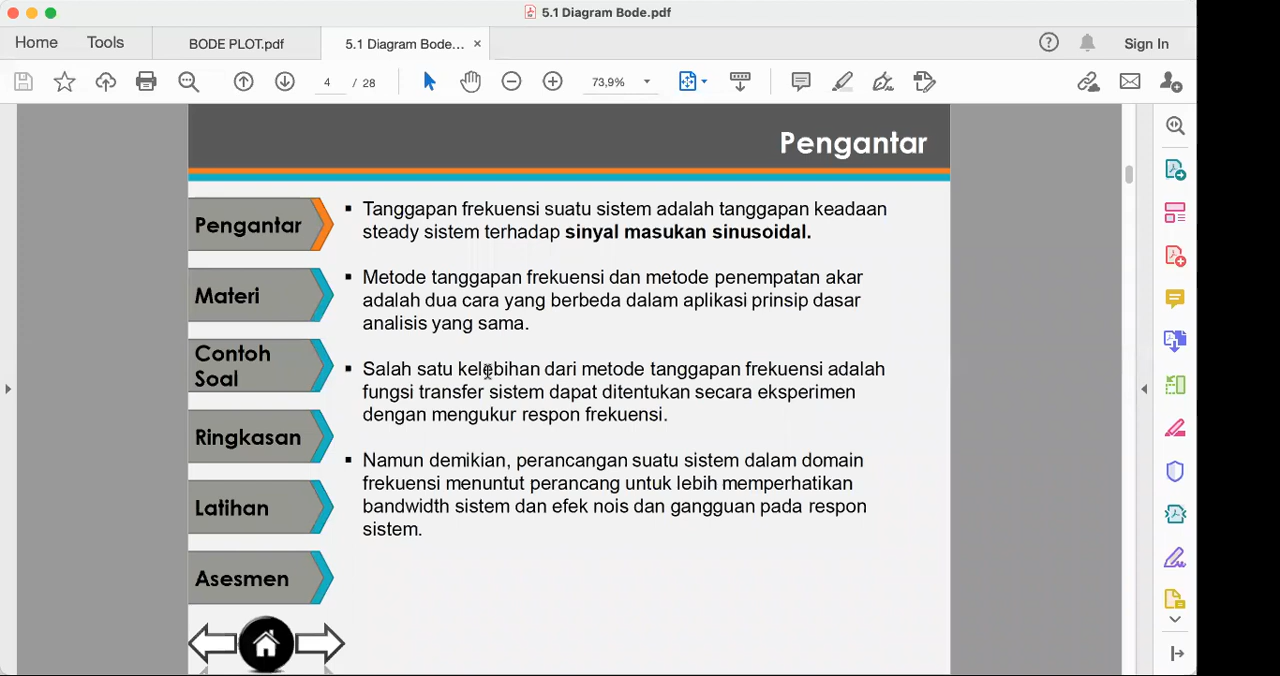 5.1 Diagram Bode.pdf
Home
Tools
BODE PLOT.pdf
5.1 Diagram Bode...
Sign In
4 / 28
73,9%
Pengantar
Pengantar
Materi
Contoh
Soal
Ringkasan
Latihan
Asesmen
▪ Tanggapan frekuensi suatu sistem adalah tanggapan keadaan
steady sistem terhadap sinyal masukan sinusoidal.
▪ Metode tanggapan frekuensi dan metode penempatan akar
adalah dua cara yang berbeda dalam aplikasi prinsip dasar
analisis yang sama.
▪ Salah satu kelebihan dari metode tanggapan frekuensi adalah
fungsi transfer sistem dapat ditentukan secara eksperimen
dengan mengukur respon frekuensi.
▪ Namun demikian, perancangan suatu sistem dalam domain
frekuensi menuntut perancang untuk lebih memperhatikan
bandwidth sistem dan efek nois dan gangguan pada respon
sistem.